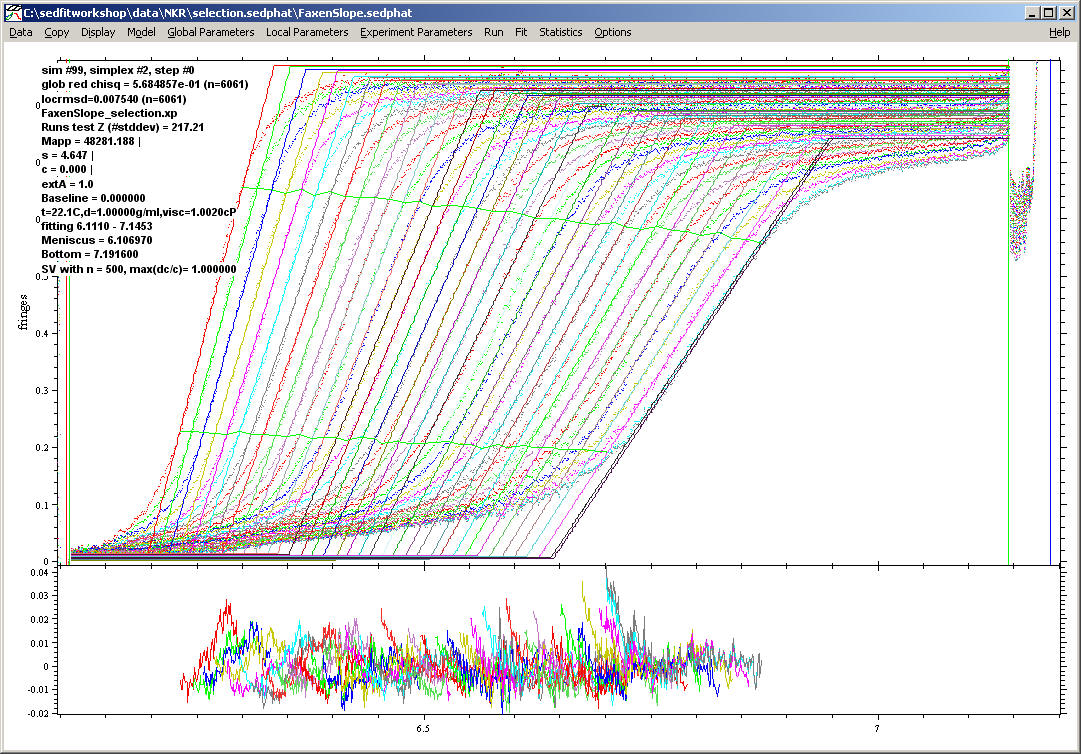 C:\sedfitworkshop\data\NKR\selection.sedphat\FaxenSlope.sedphat
Data Copy Display Model Global Parameters Local Parameters Experiment Parameters Run Fit Statistics Options Help
sim #99, simplex #2, step #0
glob red chisq = 5.684857e-01 (n=6061)
locrmsd=0.007540 (n=6061)
FaxenSlope_selection.xp
Runs test Z (#stddev) = 217.21
Mapp = 48281.188 |
s = 4.647 |
c = 0.000 |
extA = 1.0
Baseline = 0.000000
t=22.1C,d=1.00000g/ml,visc=1.0020cP
fitting 6.1110 - 7.1453
Meniscus = 6.106970
Bottom = 7.191600
SV with n = 500, max(dc/c)= 1.000000
fringes
0.4
0.3
0.2
0.1
0
0.04
0.03
0.02
0.01
0
-0.01
-0.02
6.5 7